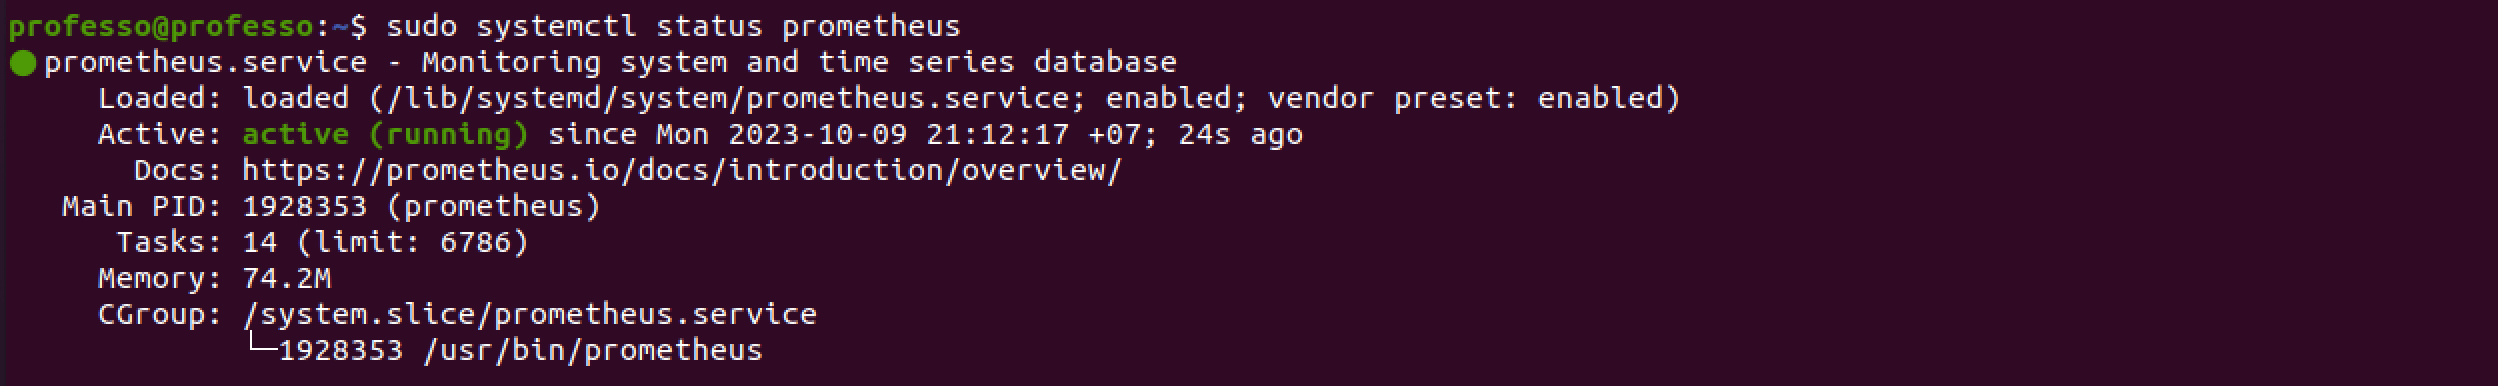 professo@professo:~$ sudo systemctl status prometheus
● prometheus.service - Monitoring system and time series database
Loaded: loaded (/lib/systemd/system/prometheus.service; enabled; vendor preset: enabled)
Active: active (running) since Mon 2023-10-09 21:12:17 +07; 24s ago
Docs: https://prometheus.io/docs/introduction/overview/
Main PID: 1928353 (prometheus)
Tasks: 14 (limit: 6786)
Memory: 74.2M
CGroup: /system.slice/prometheus.service
└─1928353 /usr/bin/prometheus